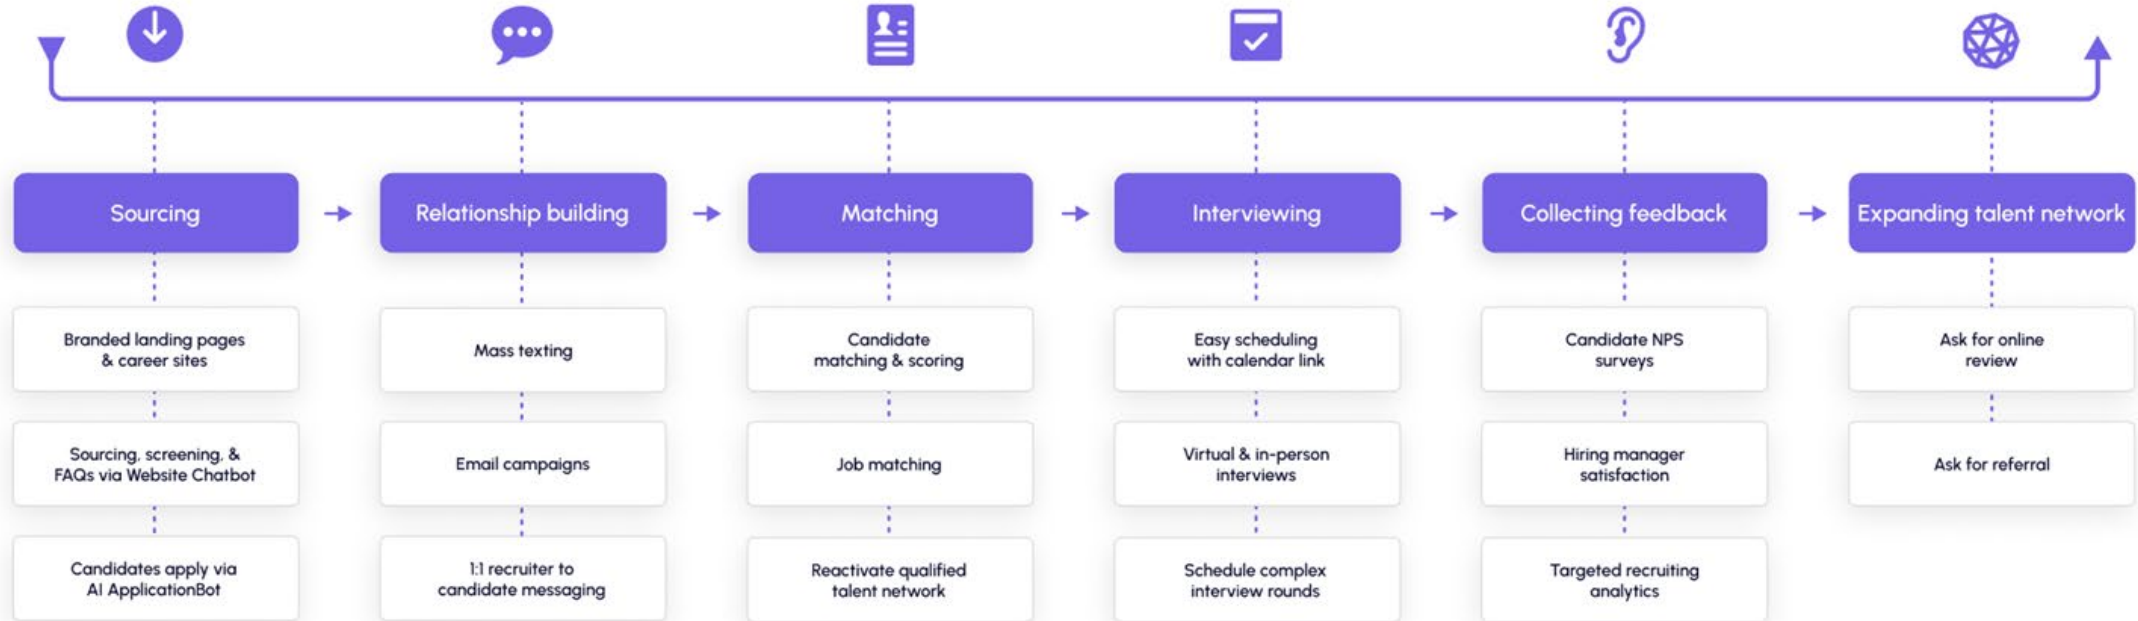 Sourcing
Relationship building
Matching
Interviewing
Collecting feedback
Expanding talent network
Branded landing pages
& career sites
Mass texting
Candidate
matching & scoring
Easy scheduling
with calendar link
Candidate NPS
surveys
Ask for online
review
Sourcing, screening, &
FAQs via Website Chatbot
Email campaigns
Job matching
Virtual & in-person
interviews
Hiring manager
satisfaction
Ask for referral
Candidates apply via
AI ApplicationBot
1:1 recruiter to
candidate messaging
Reactivate qualified
talent network
Schedule complex
interview rounds
Targeted recruiting
analytics